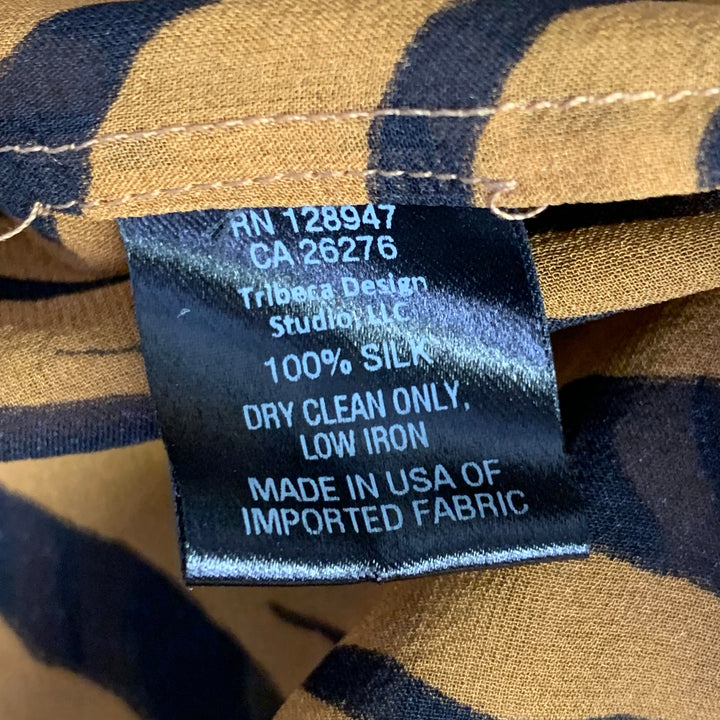 RN 128947
CA 26276
Tribeca Design
Studio, LLC
100% SILK
DRY CLEAN ONLY,
LOW IRON
MADE IN USA OF
IMPORTED FABRIC